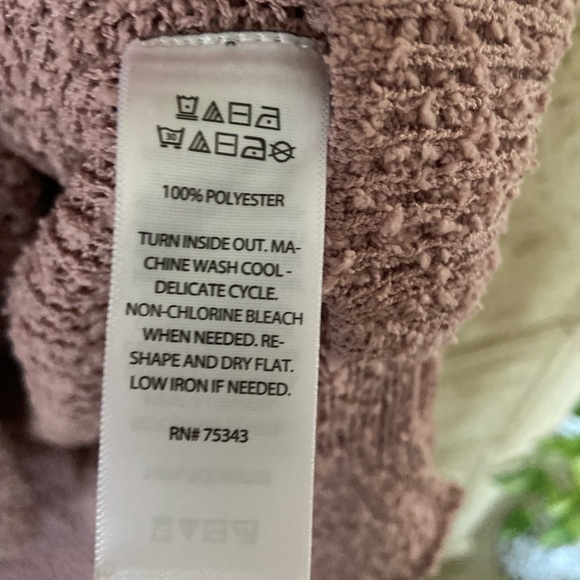 30
100% POLYESTER
TURN INSIDE OUT. MA-
CHINE WASH COOL -
DELICATE CYCLE.
NON-CHLORINE BLEACH
WHEN NEEDED. RE-
SHAPE AND DRY FLAT.
LOW IRON IF NEEDED.
RN# 75343